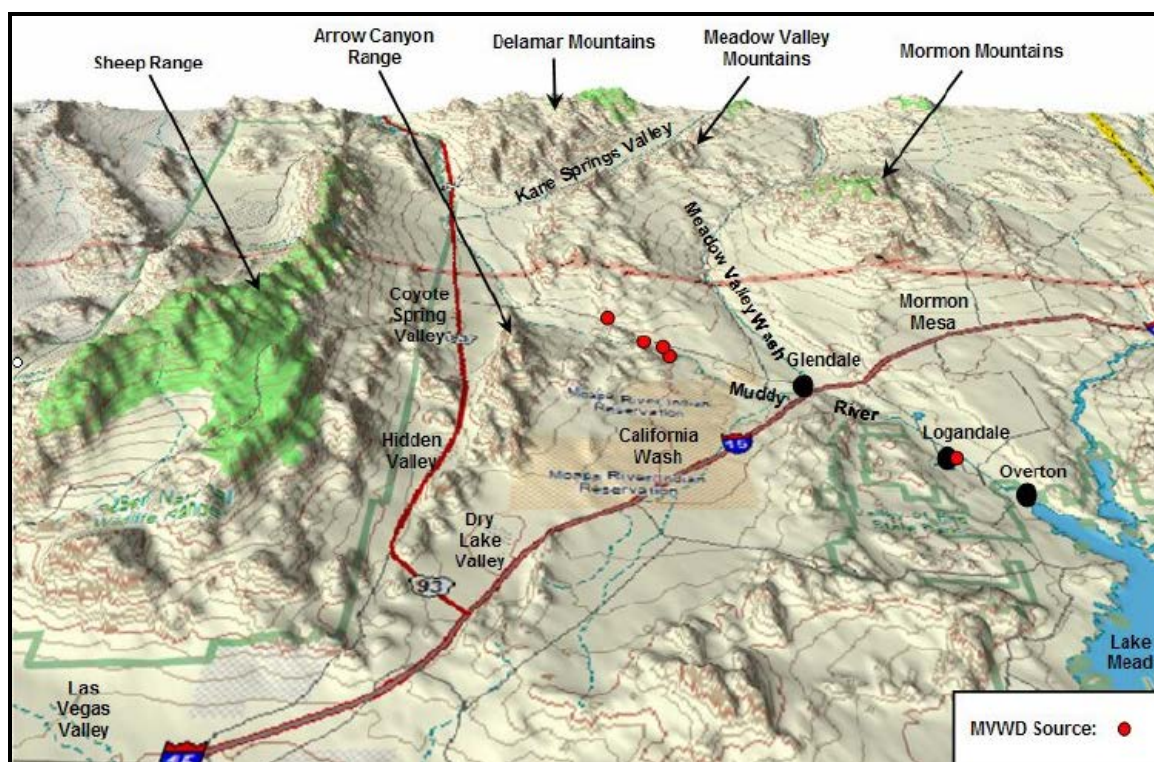 Sheep Range
Arrow Canyon
Range
Delamar Mountains
Meadow Valley
Mountains
Mormon Mountains
Kane Springs Valley
Meadow Valley Wash
Coyote
Spring
Valley
Mormon
Mesa
Glendale
Muddy River
Moapa River Indian
Reservation
California
Wash
15
Hidden
Valley
Moapa River Indian
Reservation
Logandale
Overton
Dry
Lake
Valley
93
Lake
Mead
Las
Vegas
Valley
15
MVWD Source: